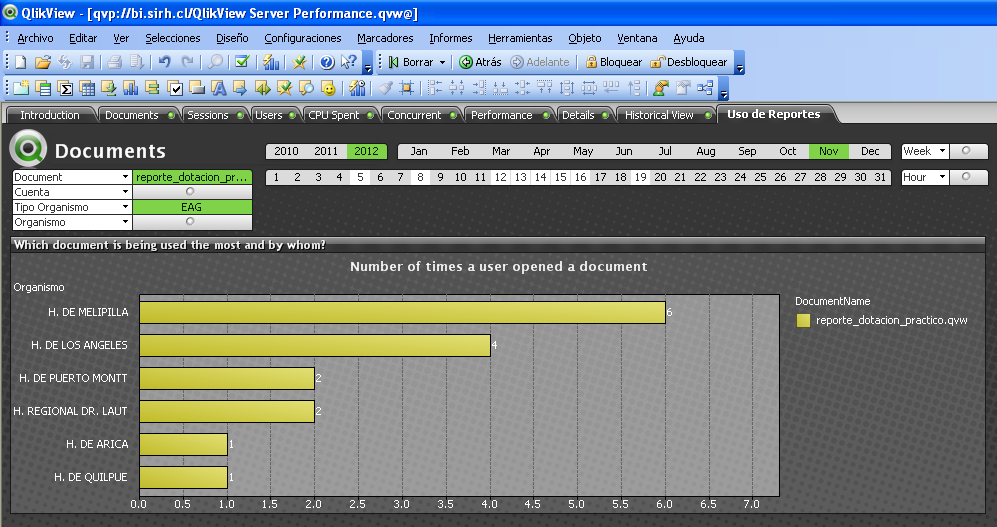 QlikView - [qvp://bi.sirh.cl/QlikView Server Performance.qvw@]
Archivo Editar Ver Selecciones Diseño Configuraciones Marcadores Informes Herramientas Objeto Ventana Ayuda
Borrar Atrás Adelante Bloquear Desbloquear
Introduction Documents Sessions Users CPU Spent Concurrent Performance Details Historical View Uso de Reportes
Documents
2010 2011 2012 Jan Feb Mar Apr May Jun Jul Aug Sep Oct Nov Dec Week
Document reporte_dotacion_pr... 1 2 3 4 5 6 7 8 9 10 11 12 13 14 15 16 17 18 19 20 21 22 23 24 25 26 27 28 29 30 31 Hour
Cuenta
Tipo Organismo EAG
Organismo
Which document is being used the most and by whom?
Number of times a user opened a document
Organismo
DocumentName
H. DE MELIPILLA 6
reporte_dotacion_practico.qvw
H. DE LOS ANGELES 4
H. DE PUERTO MONTT 2
H. REGIONAL DR. LAUT 2
H. DE ARICA 1
H. DE QUILPUE 1
0.0 0.5 1.0 1.5 2.0 2.5 3.0 3.5 4.0 4.5 5.0 5.5 6.0 6.5 7.0